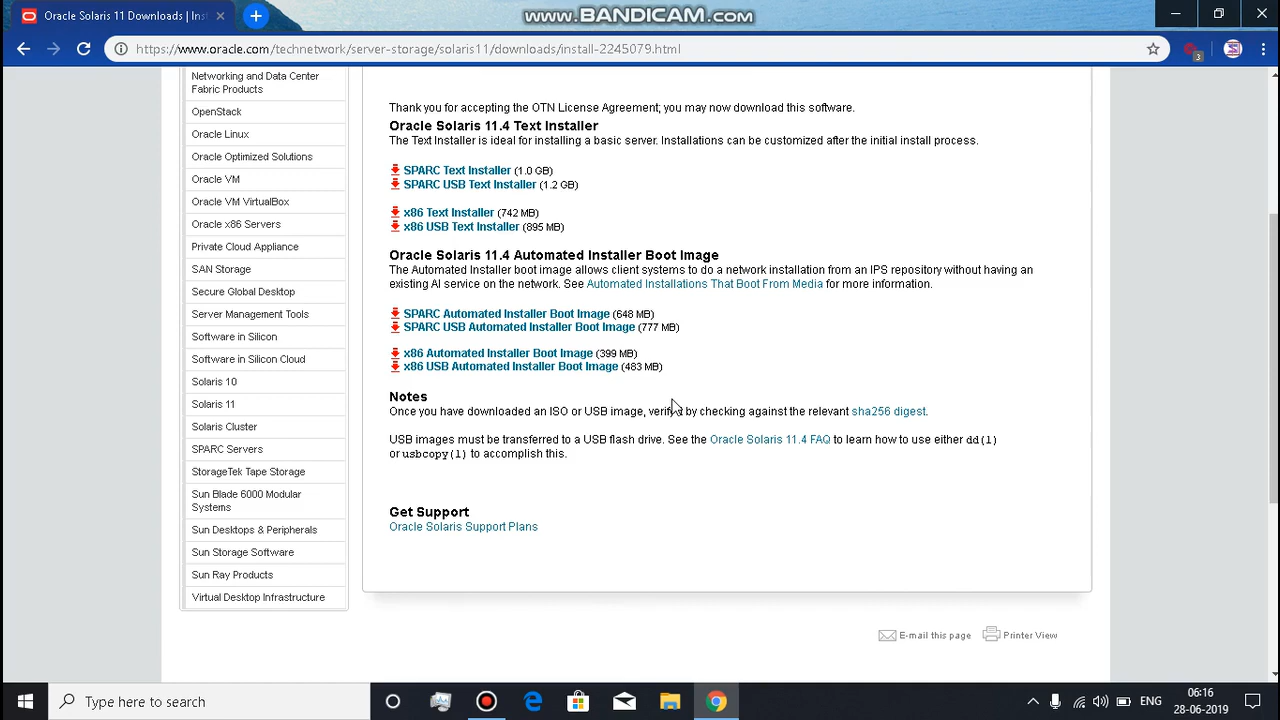 Oracle Solaris 11 Downloads | Ins
www.BANDICAM.com
https://www.oracle.com/technetwork/server-storage/solaris11/downloads/install-2245079.html
3
Networking and Data Center
Fabric Products
OpenStack
Oracle Linux
Oracle Optimized Solutions
Oracle VM
Oracle VM VirtualBox
Oracle x86 Servers
Private Cloud Appliance
SAN Storage
Secure Global Desktop
Server Management Tools
Software in Silicon
Software in Silicon Cloud
Solaris 10
Solaris 11
Solaris Cluster
SPARC Servers
StorageTek Tape Storage
Sun Blade 6000 Modular
Systems
Sun Desktops & Peripherals
Sun Storage Software
Sun Ray Products
Virtual Desktop Infrastructure
Thank you for accepting the OTN License Agreement; you may now download this software.
Oracle Solaris 11.4 Text Installer
The Text Installer is ideal for installing a basic server. Installations can be customized after the initial install process.
SPARC Text Installer (1.0 GB)
SPARC USB Text Installer (1.2 GB)
x86 Text Installer (742 MB)
x86 USB Text Installer (895 MB)
Oracle Solaris 11.4 Automated Installer Boot Image
The Automated Installer boot image allows client systems to do a network installation from an IPS repository without having an
existing AI service on the network. See Automated Installations That Boot From Media for more information.
SPARC Automated Installer Boot Image (648 MB)
SPARC USB Automated Installer Boot Image (777 MB)
x86 Automated Installer Boot Image (399 MB)
x86 USB Automated Installer Boot Image (483 MB)
Notes
Once you have downloaded an ISO or USB image, verify by checking against the relevant sha256 digest.
USB images must be transferred to a USB flash drive. See the Oracle Solaris 11.4 FAQ to learn how to use either dd(1)
or usbcopy(1) to accomplish this.
Get Support
Oracle Solaris Support Plans
E-mail this page
Printer View
Type here to search
ENG
06:16
28-06-2019